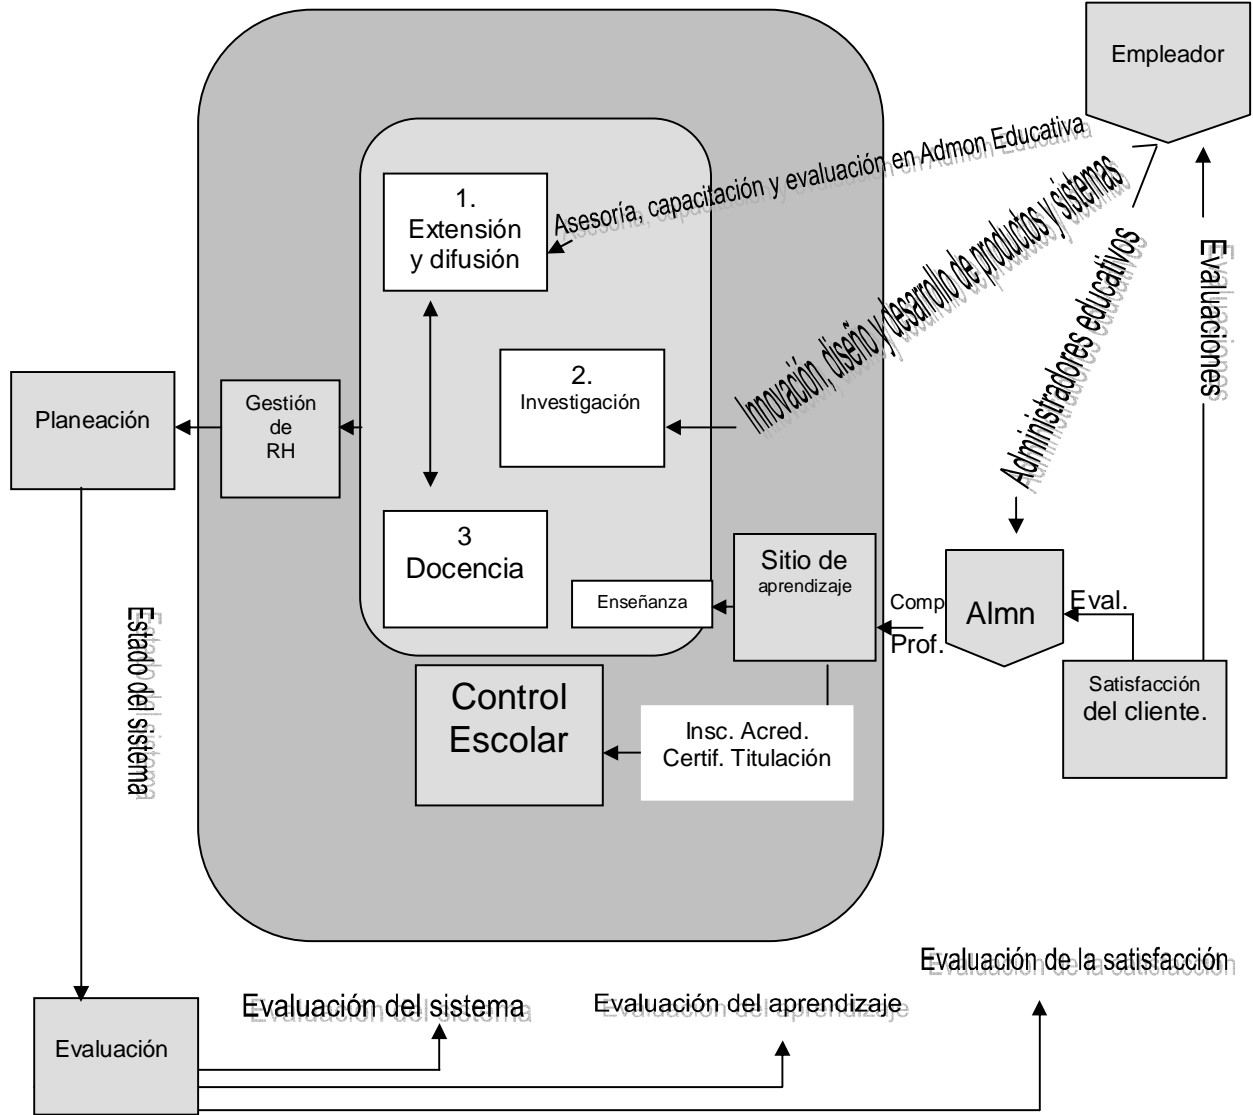 Empleador
Asesoría, capacitación y evaluación en Admon Educativa
1.
Extensión
y difusión
Innovación, diseño y desarrollo de productos y sistemas
Administradores educativos
Evaluaciones
2.
Investigación
Planeación
Gestión
de
RH
3
Docencia
Enseñanza
Sitio de
aprendizaje
Comp
Prof.
Almn
Eval.
Satisfacción
del cliente.
Estado del sistema
Control
Escolar
Insc. Acred.
Certif. Titulación
Evaluación de la satisfacción
Evaluación del sistema
Evaluación del aprendizaje
Evaluación